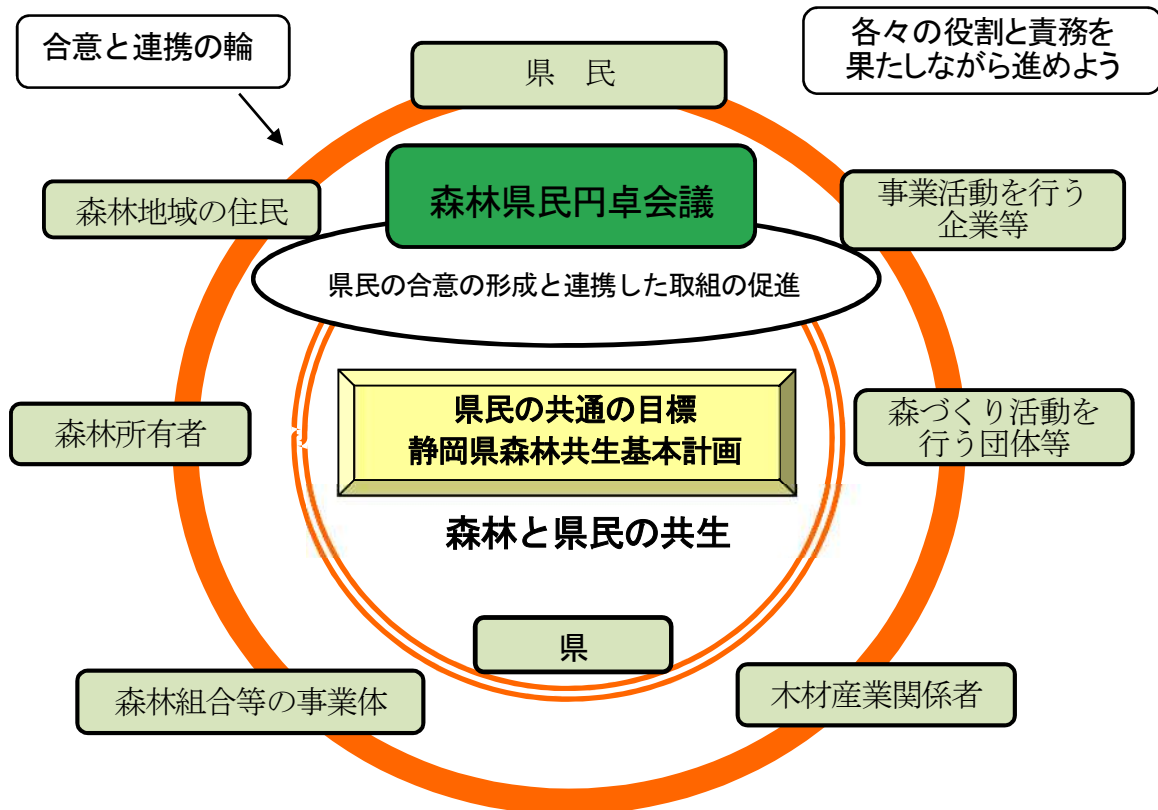 合意と連携の輪
各々の役割と責務を
果たしながら進めよう
県　民
森林県民円卓会議
森林地域の住民
事業活動を行う
企業等
県民の合意の形成と連携した取組の促進
県民の共通の目標
静岡県森林共生基本計画
森林所有者
森づくり活動を
行う団体等
森林と県民の共生
県
森林組合等の事業体
木材産業関係者